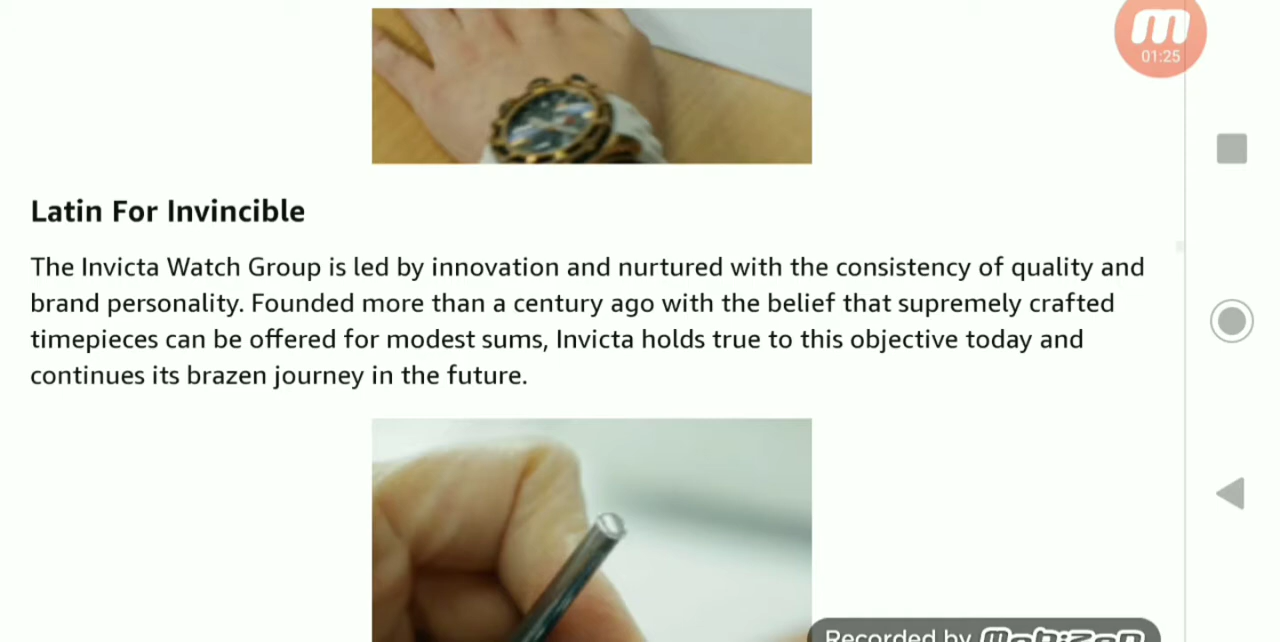 01:25
Latin For Invincible
The Invicta Watch Group is led by innovation and nurtured with the consistency of quality and
brand personality. Founded more than a century ago with the belief that supremely crafted
timepieces can be offered for modest sums, Invicta holds true to this objective today and
continues its brazen journey in the future.
Recorded by MOBIZEN